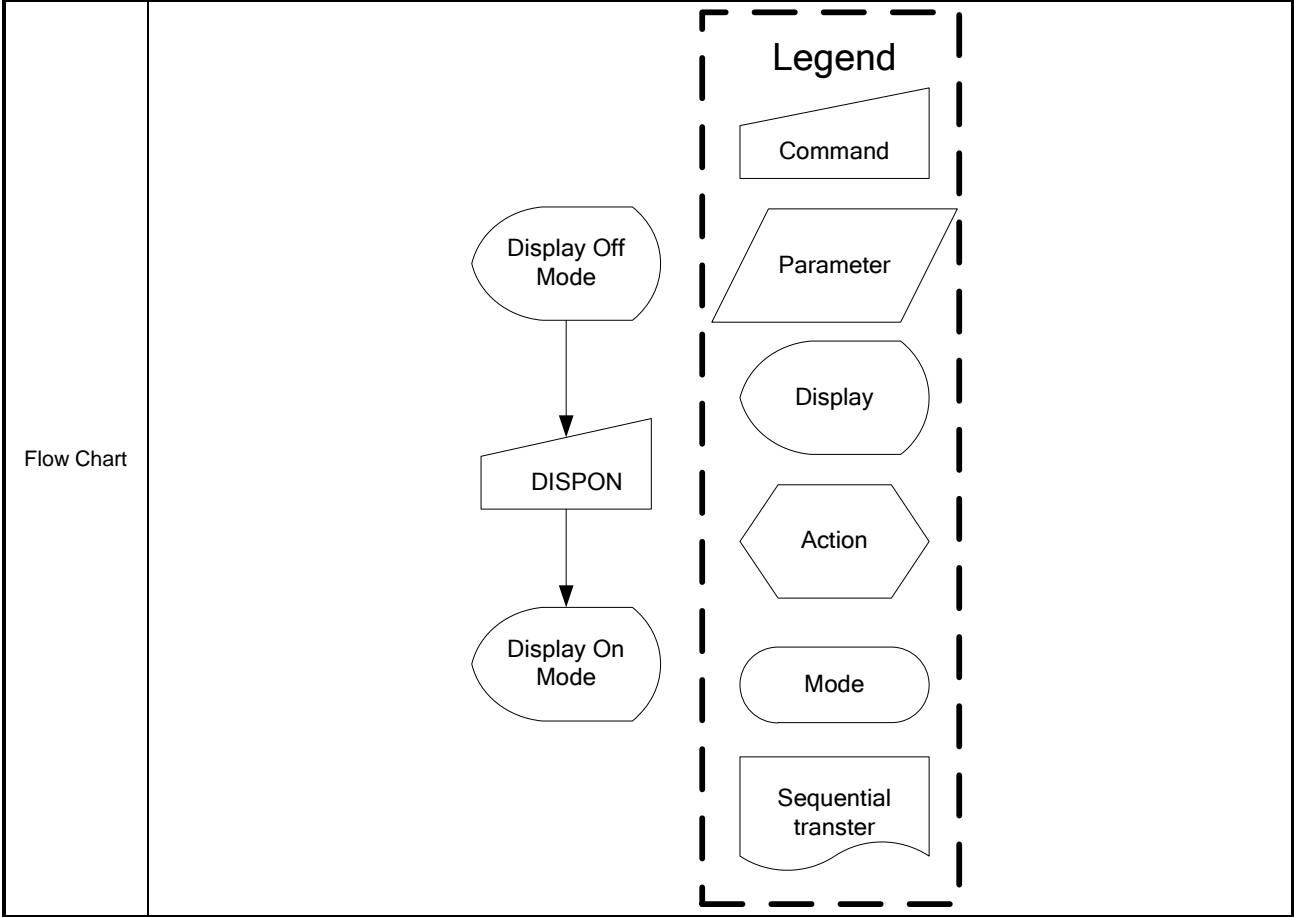 Flow Chart
Display Off
Mode
DISPON
Display On
Mode
Legend
Command
Parameter
Display
Action
Mode
Sequential
transter